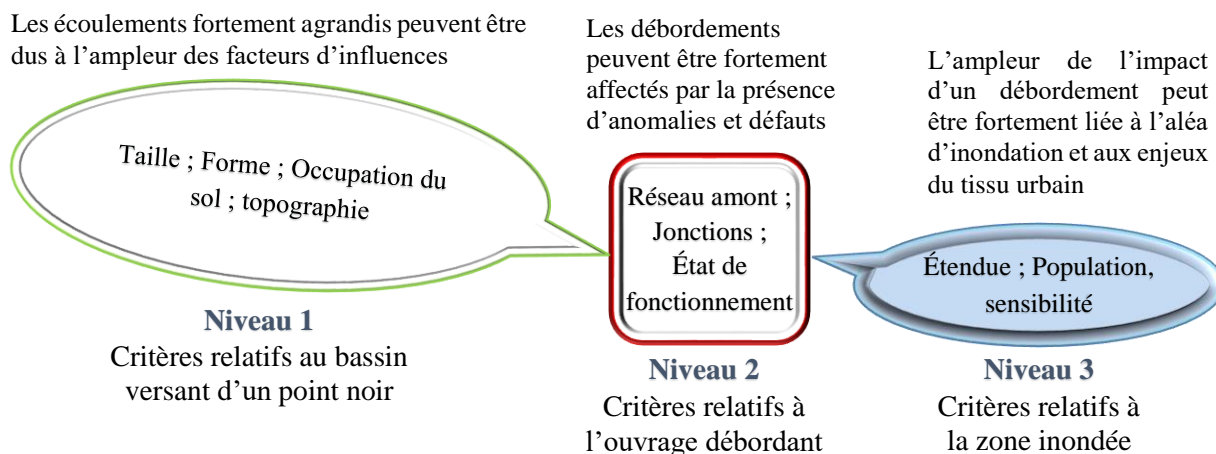 Les écoulements fortement agrandis peuvent être
dus à l’ampleur des facteurs d’influences
Taille ; Forme ; Occupation du
sol ; topographie
Niveau 1
Critères relatifs au bassin
versant d’un point noir
Les débordements
peuvent être fortement
affectés par la présence
d’anomalies et défauts
Réseau amont ;
Jonctions ;
État de
fonctionnement
Niveau 2
Critères relatifs à
l’ouvrage débordant
L’ampleur de l’impact
d’un débordement peut
être fortement liée à l’aléa
d’inondation et aux enjeux
du tissu urbain
Étendue ; Population,
sensibilité
Niveau 3
Critères relatifs à
la zone inondée